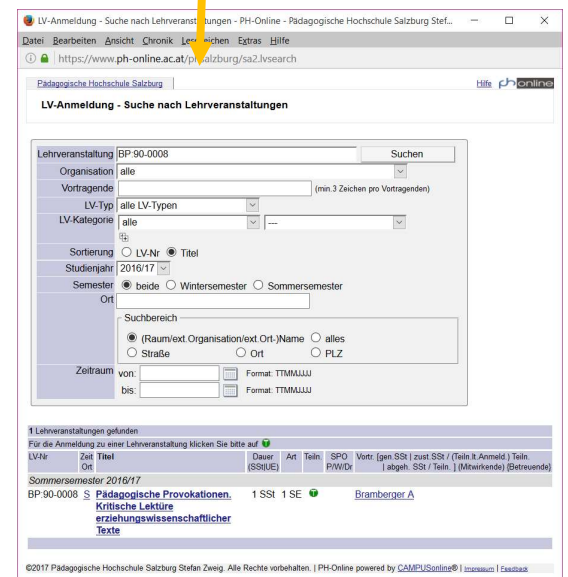 LV-Anmeldung - Suche nach Lehrveranstaltungen - PH-Online - Pädagogische Hochschule Salzburg Stef...
Datei Bearbeiten Ansicht Chronik Lesezeichen Extras Hilfe
https://www.ph-online.ac.at/ph-salzburg/sa2.lvsearch
Pädagogische Hochschule Salzburg Hilfe ph online
LV-Anmeldung - Suche nach Lehrveranstaltungen
Lehrveranstaltung BP:90-0008 Suchen
Organisation alle
Vortragende (min.3 Zeichen pro Vortragenden)
LV-Typ alle LV-Typen
LV-Kategorie alle ---
Sortierung LV-Nr Titel
Studienjahr 2016/17
Semester beide Wintersemester Sommersemester
Ort
Suchbereich
(Raum/ext.Organisation/ext.Ort-)Name alles
Straße Ort PLZ
Zeitraum von: Format: TTMMJJJJ
bis: Format: TTMMJJJJ
1 Lehrveranstaltungen gefunden
Für die Anmeldung zu einer Lehrveranstaltung klicken Sie bitte auf T
LV-Nr Zeit Titel Dauer Art Teiln. SPO Vortr. [gen.SSt | zust.SSt / (Teiln.lt.Anmeld.) Teiln.
Ort (SSt|UE) P/W/Dr | abgeh. SSt / Teiln. ] (Mitwirkende) {Betreuende}
Sommersemester 2016/17
BP:90-0008 S Pädagogische Provokationen. 1 SSt 1 SE T Bramberger A
Kritische Lektüre
erziehungswissenschaftlicher
Texte
©2017 Pädagogische Hochschule Salzburg Stefan Zweig. Alle Rechte vorbehalten. | PH-Online powered by CAMPUSonline® | Impressum | Feedback